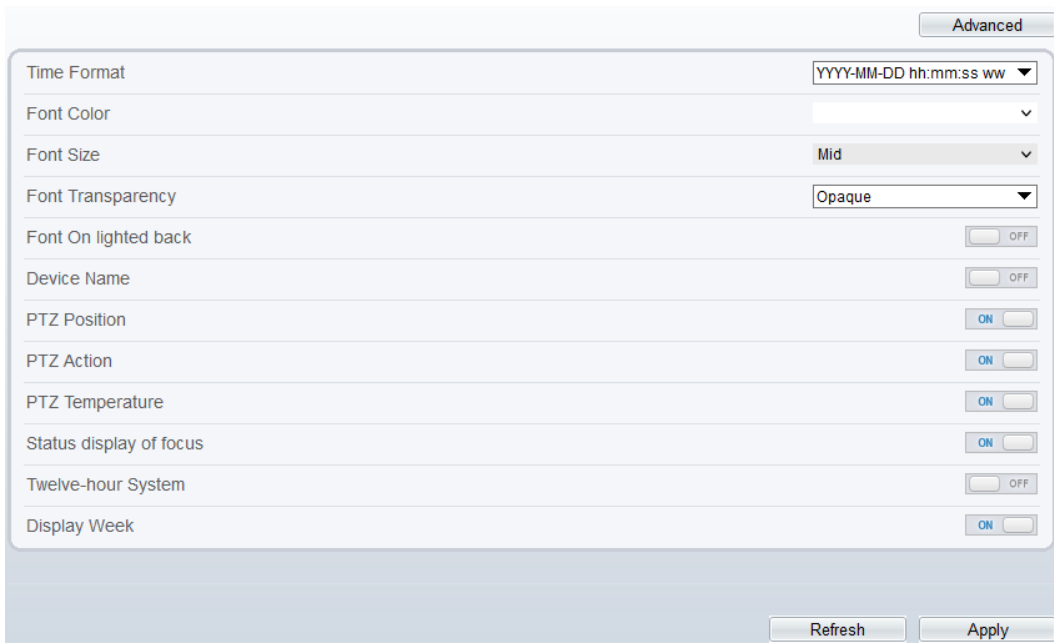 Advanced
Time Format YYYY-MM-DD hh:mm:ss ww
Font Color
Font Size Mid
Font Transparency Opaque
Font On lighted back OFF
Device Name OFF
PTZ Position ON
PTZ Action ON
PTZ Temperature ON
Status display of focus ON
Twelve-hour System OFF
Display Week ON
Refresh Apply